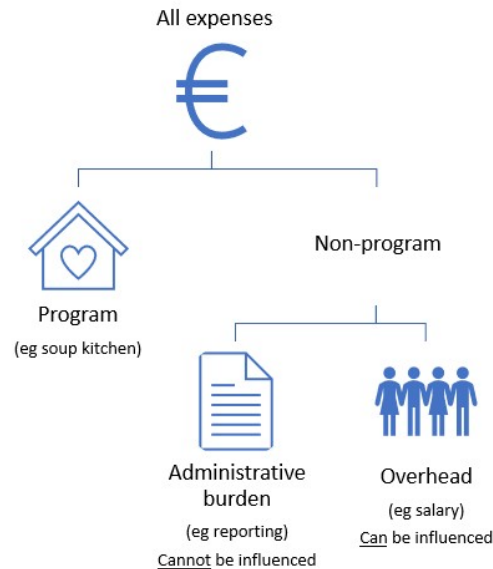 All expenses
€
Non-program
Program
(eg soup kitchen)
Administrative
burden
(eg reporting)
Cannot be influenced
Overhead
(eg salary)
Can be influenced